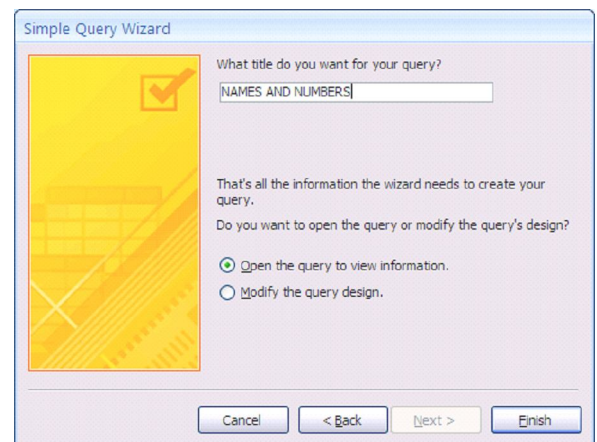 Simple Query Wizard
What title do you want for your query?
NAMES AND NUMBERS
That's all the information the wizard needs to create your
query.
Do you want to open the query or modify the query's design?
Open the query to view information.
Modify the query design.
Cancel < Back Next > Finish